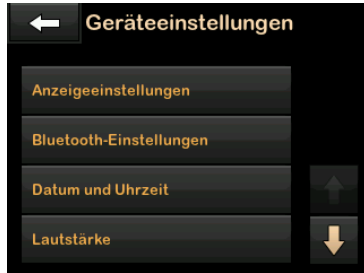 Geräteeinstellungen
Anzeigeeinstellungen
Bluetooth-Einstellungen
Datum und Uhrzeit
Lautstärke